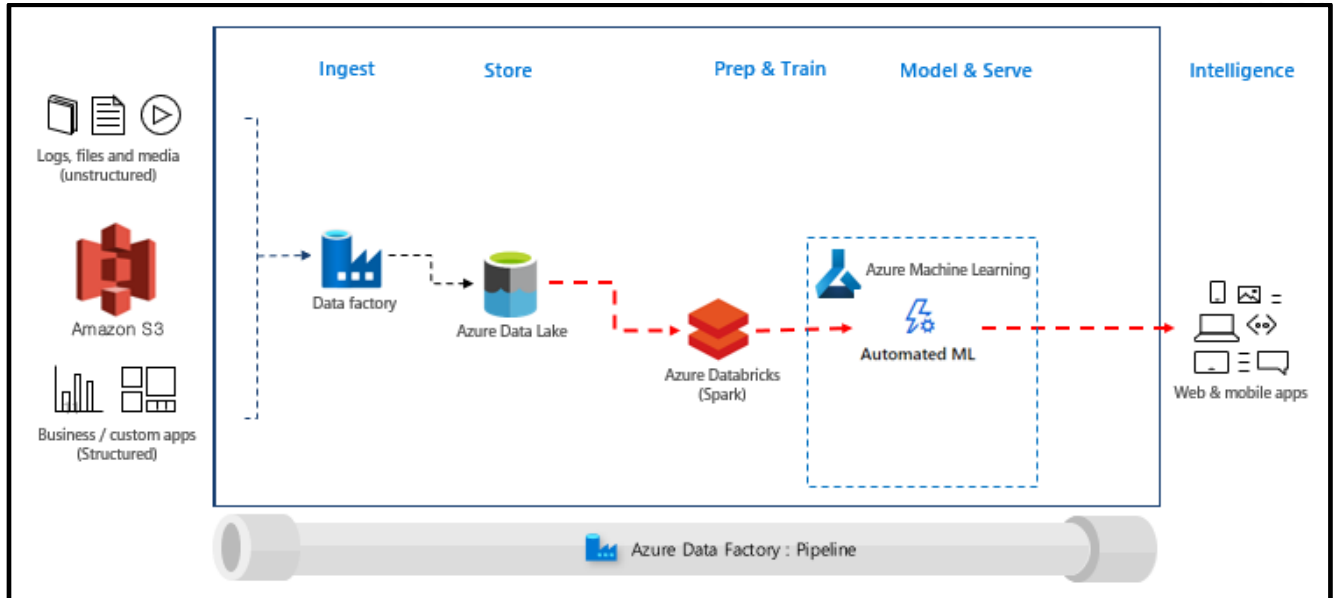 Ingest
Store
Prep & Train
Model & Serve
Intelligence
Logs, files and media
(unstructured)
Amazon S3
Business / custom apps
(Structured)
Data factory
Azure Data Lake
Azure Databricks
(Spark)
Azure Machine Learning
Automated ML
Web & mobile apps
Azure Data Factory : Pipeline